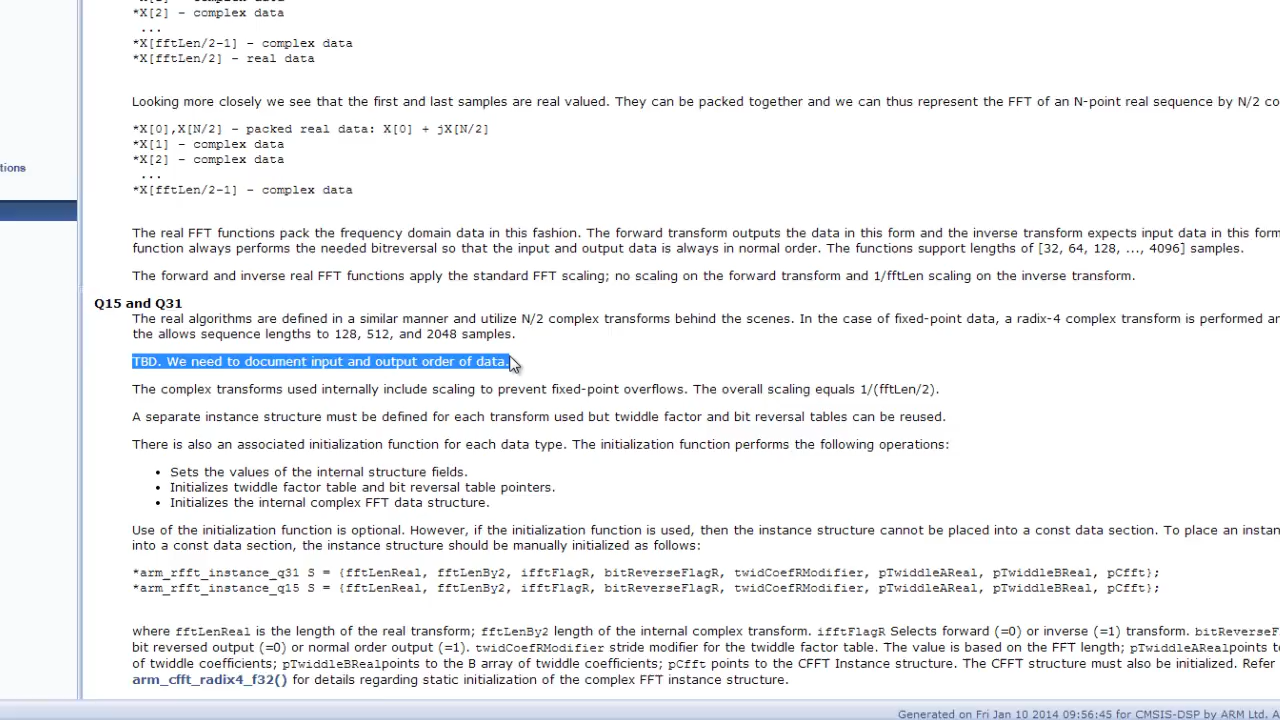 *X[2] - complex data
...
*X[fftLen/2-1] - complex data
*X[fftLen/2] - real data
Looking more closely we see that the first and last samples are real valued. They can be packed together and we can thus represent the FFT of an N-point real sequence by N/2 co
*X[0],X[N/2] - packed real data: X[0] + jX[N/2]
*X[1] - complex data
*X[2] - complex data
...
*X[fftLen/2-1] - complex data
tions
The real FFT functions pack the frequency domain data in this fashion. The forward transform outputs the data in this form and the inverse transform expects input data in this form
function always performs the needed bitreversal so that the input and output data is always in normal order. The functions support lengths of [32, 64, 128, ..., 4096] samples.
The forward and inverse real FFT functions apply the standard FFT scaling; no scaling on the forward transform and 1/fftLen scaling on the inverse transform.
Q15 and Q31
The real algorithms are defined in a similar manner and utilize N/2 complex transforms behind the scenes. In the case of fixed-point data, a radix-4 complex transform is performed an
the allows sequence lengths to 128, 512, and 2048 samples.
TBD. We need to document input and output order of data.
The complex transforms used internally include scaling to prevent fixed-point overflows. The overall scaling equals 1/(fftLen/2).
A separate instance structure must be defined for each transform used but twiddle factor and bit reversal tables can be reused.
There is also an associated initialization function for each data type. The initialization function performs the following operations:
• Sets the values of the internal structure fields.
• Initializes twiddle factor table and bit reversal table pointers.
• Initializes the internal complex FFT data structure.
Use of the initialization function is optional. However, if the initialization function is used, then the instance structure cannot be placed into a const data section. To place an instan
into a const data section, the instance structure should be manually initialized as follows:
*arm_rfft_instance_q31 S = {fftLenReal, fftLenBy2, ifftFlagR, bitReverseFlagR, twidCoefRModifier, pTwiddleAReal, pTwiddleBReal, pCfft};
*arm_rfft_instance_q15 S = {fftLenReal, fftLenBy2, ifftFlagR, bitReverseFlagR, twidCoefRModifier, pTwiddleAReal, pTwiddleBReal, pCfft};
where fftLenReal is the length of the real transform; fftLenBy2 length of the internal complex transform. ifftFlagR Selects forward (=0) or inverse (=1) transform. bitReverseF
bit reversed output (=0) or normal order output (=1). twidCoefRModifier stride modifier for the twiddle factor table. The value is based on the FFT length; pTwiddleARealpoints to
of twiddle coefficients; pTwiddleBRealpoints to the B array of twiddle coefficients; pCfft points to the CFFT Instance structure. The CFFT structure must also be initialized. Refer
arm_cfft_radix4_f32() for details regarding static initialization of the complex FFT instance structure.
Generated on Fri Jan 10 2014 09:56:45 for CMSIS-DSP by ARM Ltd. A